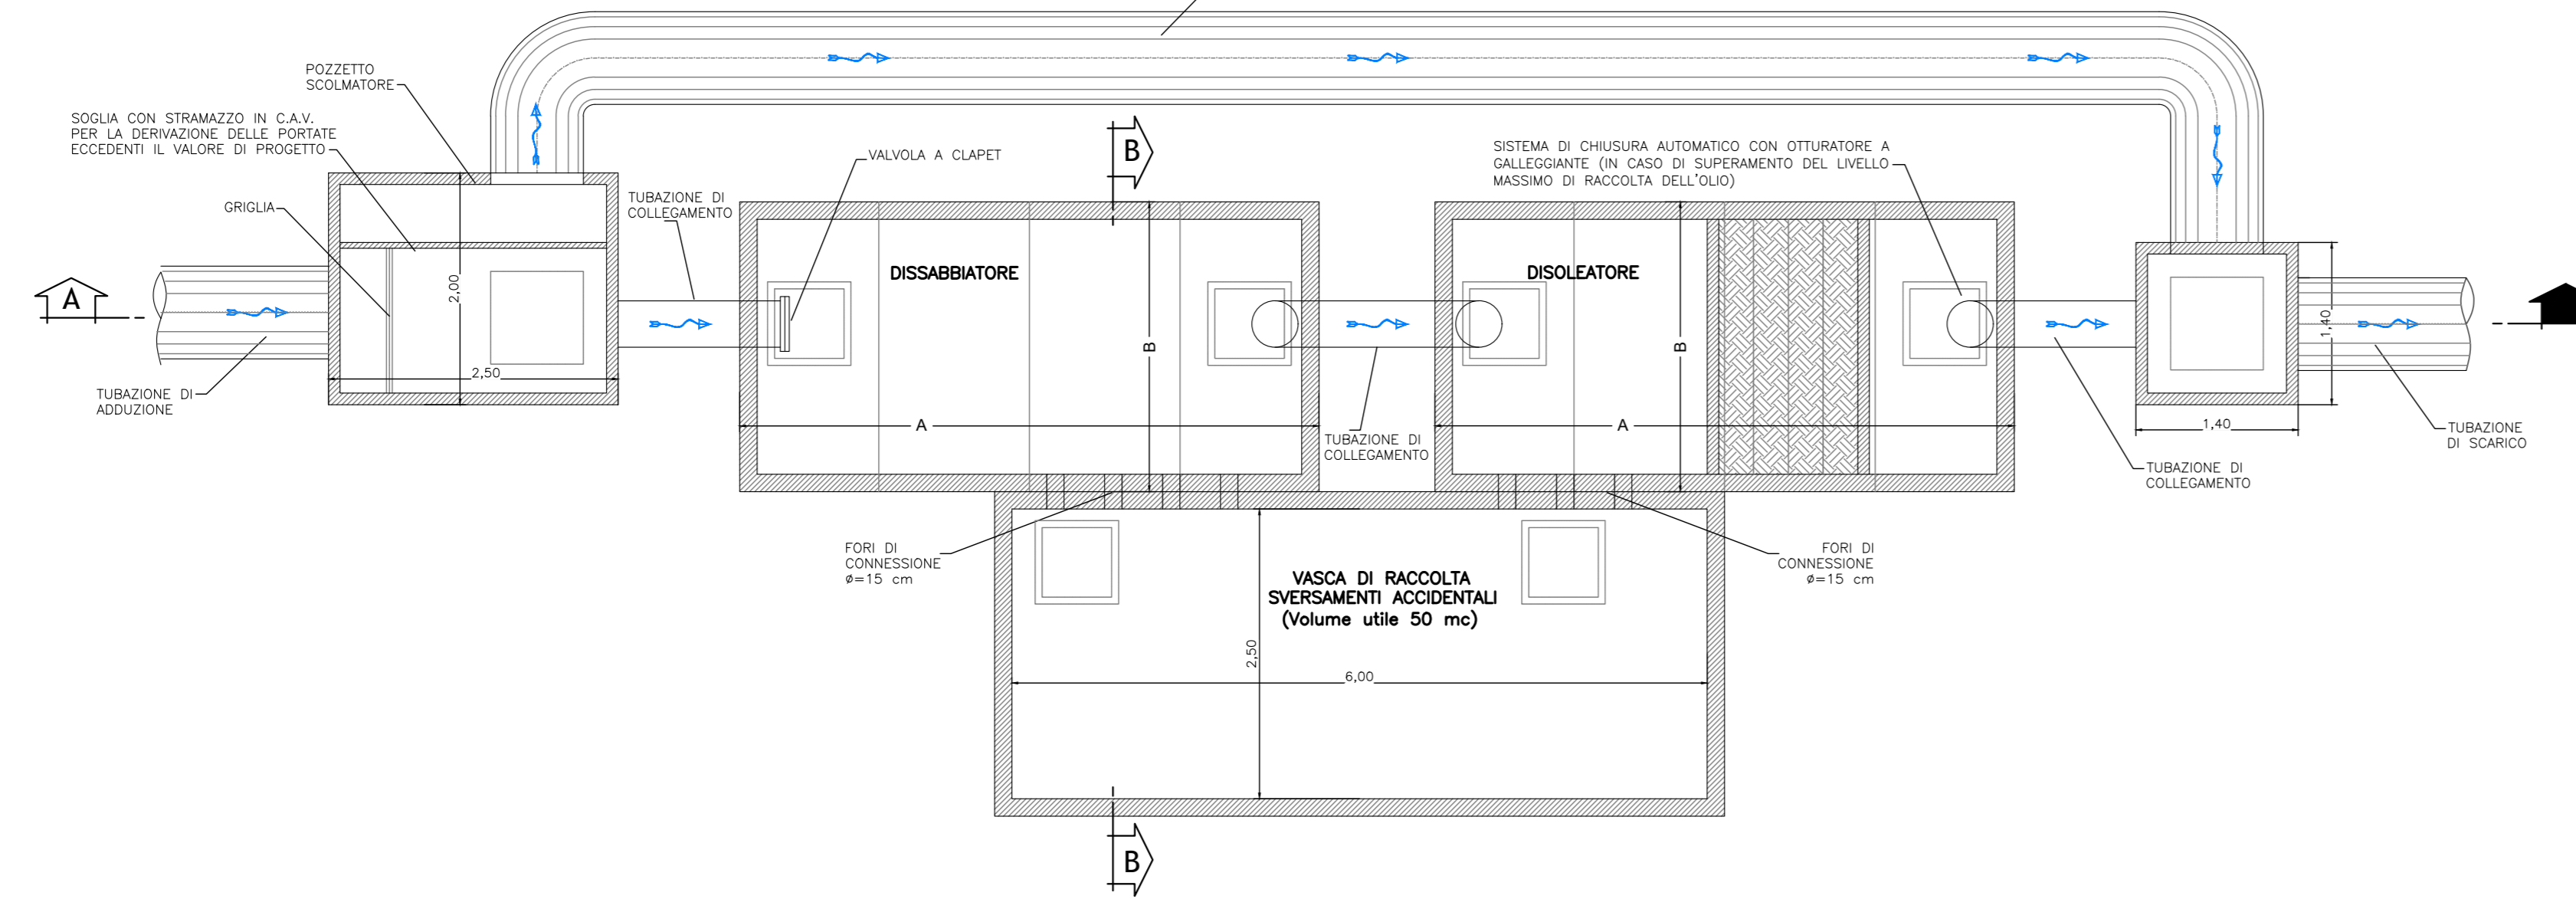 POZZETTO
SCOLMATORE
SOGLIA CON STRAMAZZO IN C.A.V.
PER LA DERIVAZIONE DELLE PORTATE
ECCEDENTI IL VALORE DI PROGETTO
GRIGLIA
TUBAZIONE DI
COLLEGAMENTO
VALVOLA A CLAPET
B
SISTEMA DI CHIUSURA AUTOMATICO CON OTTURATORE A
GALLEGGIANTE (IN CASO DI SUPERAMENTO DEL LIVELLO
MASSIMO DI RACCOLTA DELL'OLIO)
A
2,00
2,50
TUBAZIONE DI
ADDUZIONE
DISSABBIATORE
B
A
TUBAZIONE DI
COLLEGAMENTO
DISOLEATORE
B
A
1,40
1,40
TUBAZIONE
DI SCARICO
TUBAZIONE DI
COLLEGAMENTO
FORI DI
CONNESSIONE
ø=15 cm
FORI DI
CONNESSIONE
ø=15 cm
VASCA DI RACCOLTA
SVERSAMENTI ACCIDENTALI
(Volume utile 50 mc)
2,50
6,00
B